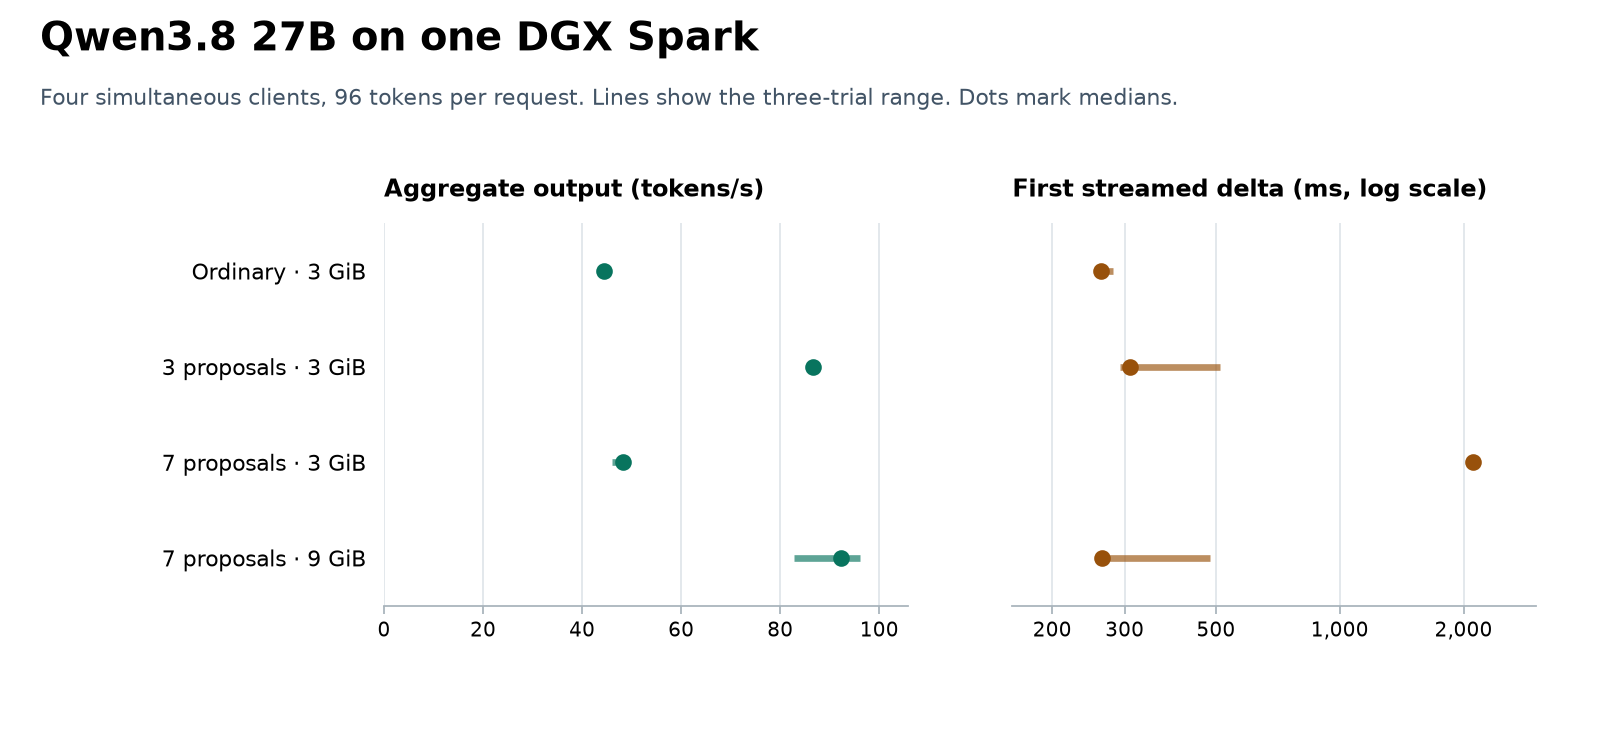 Qwen3.8 27B on one DGX Spark
Four simultaneous clients, 96 tokens per request. Lines show the three-trial range. Dots mark medians.
Aggregate output (tokens/s)
First streamed delta (ms, log scale)
Ordinary · 3 GiB
3 proposals · 3 GiB
7 proposals · 3 GiB
7 proposals · 9 GiB
0 20 40 60 80 100
200 300 500 1,000 2,000